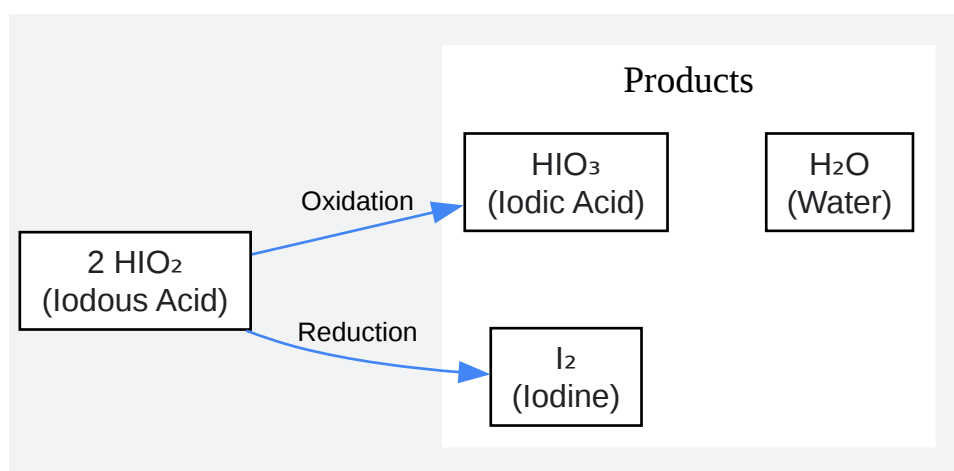 Products
HIO₃
(Iodic Acid)
H₂O
(Water)
Oxidation
2 HIO₂
(Iodous Acid)
Reduction
I₂
(Iodine)